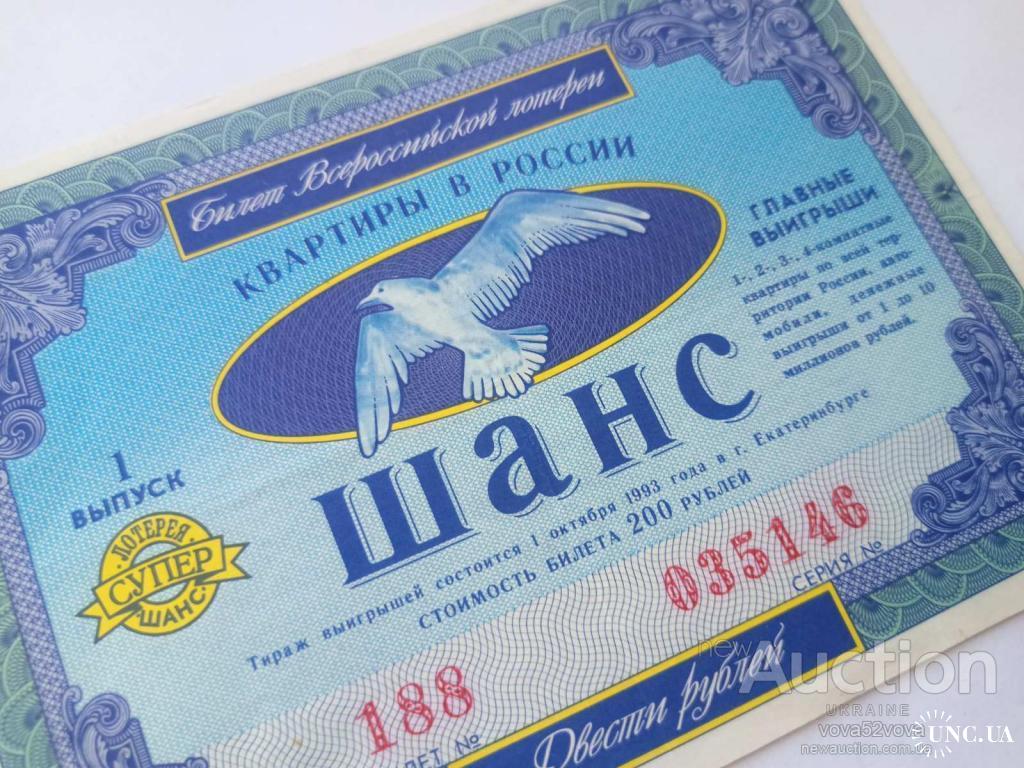 Билет Всероссийской лотереи
КВАРТИРЫ В РОССИИ
ГЛАВНЫЕ
ВЫИГРЫШИ
1-, 2-, 3-, 4-комнатные
квартиры по всей тер-
ритории России, авто-
мобили, денежные
выигрыши от 1 до 10
миллионов рублей.
шанс
1
ВЫПУСК
ЛОТЕРЕЯ
СУПЕР
ШАНС
Тираж выигрышей состоится 1 октября 1993 года в г. Екатеринбурге
СТОИМОСТЬ БИЛЕТА 200 РУБЛЕЙ
035146
СЕРИЯ №
188
ЛЕТ №
Двести рублей
newAuction
UKRAINE
vova52vova
newauction.com.ua
UNC.UA